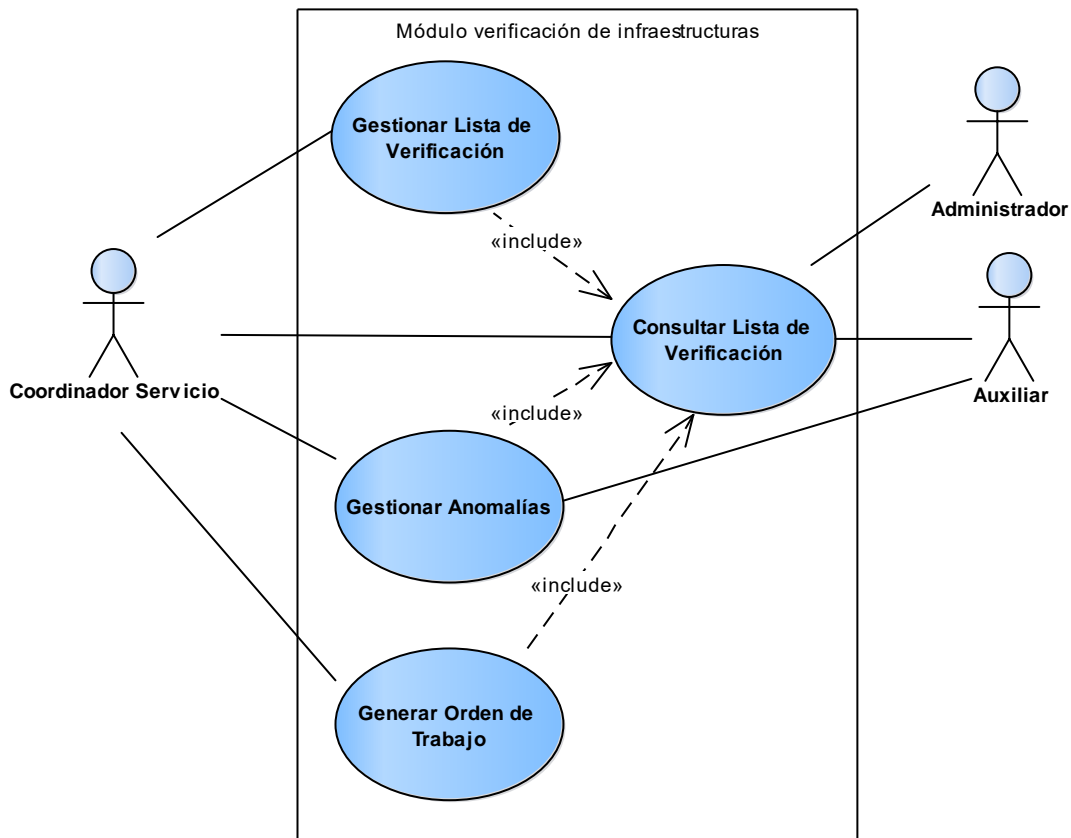 Módulo verificación de infraestructuras
Gestionar Lista de
Verificación
«include»
Administrador
Consultar Lista de
Verificación
Coordinador Servicio
Auxiliar
«include»
Gestionar Anomalías
«include»
Generar Orden de
Trabajo